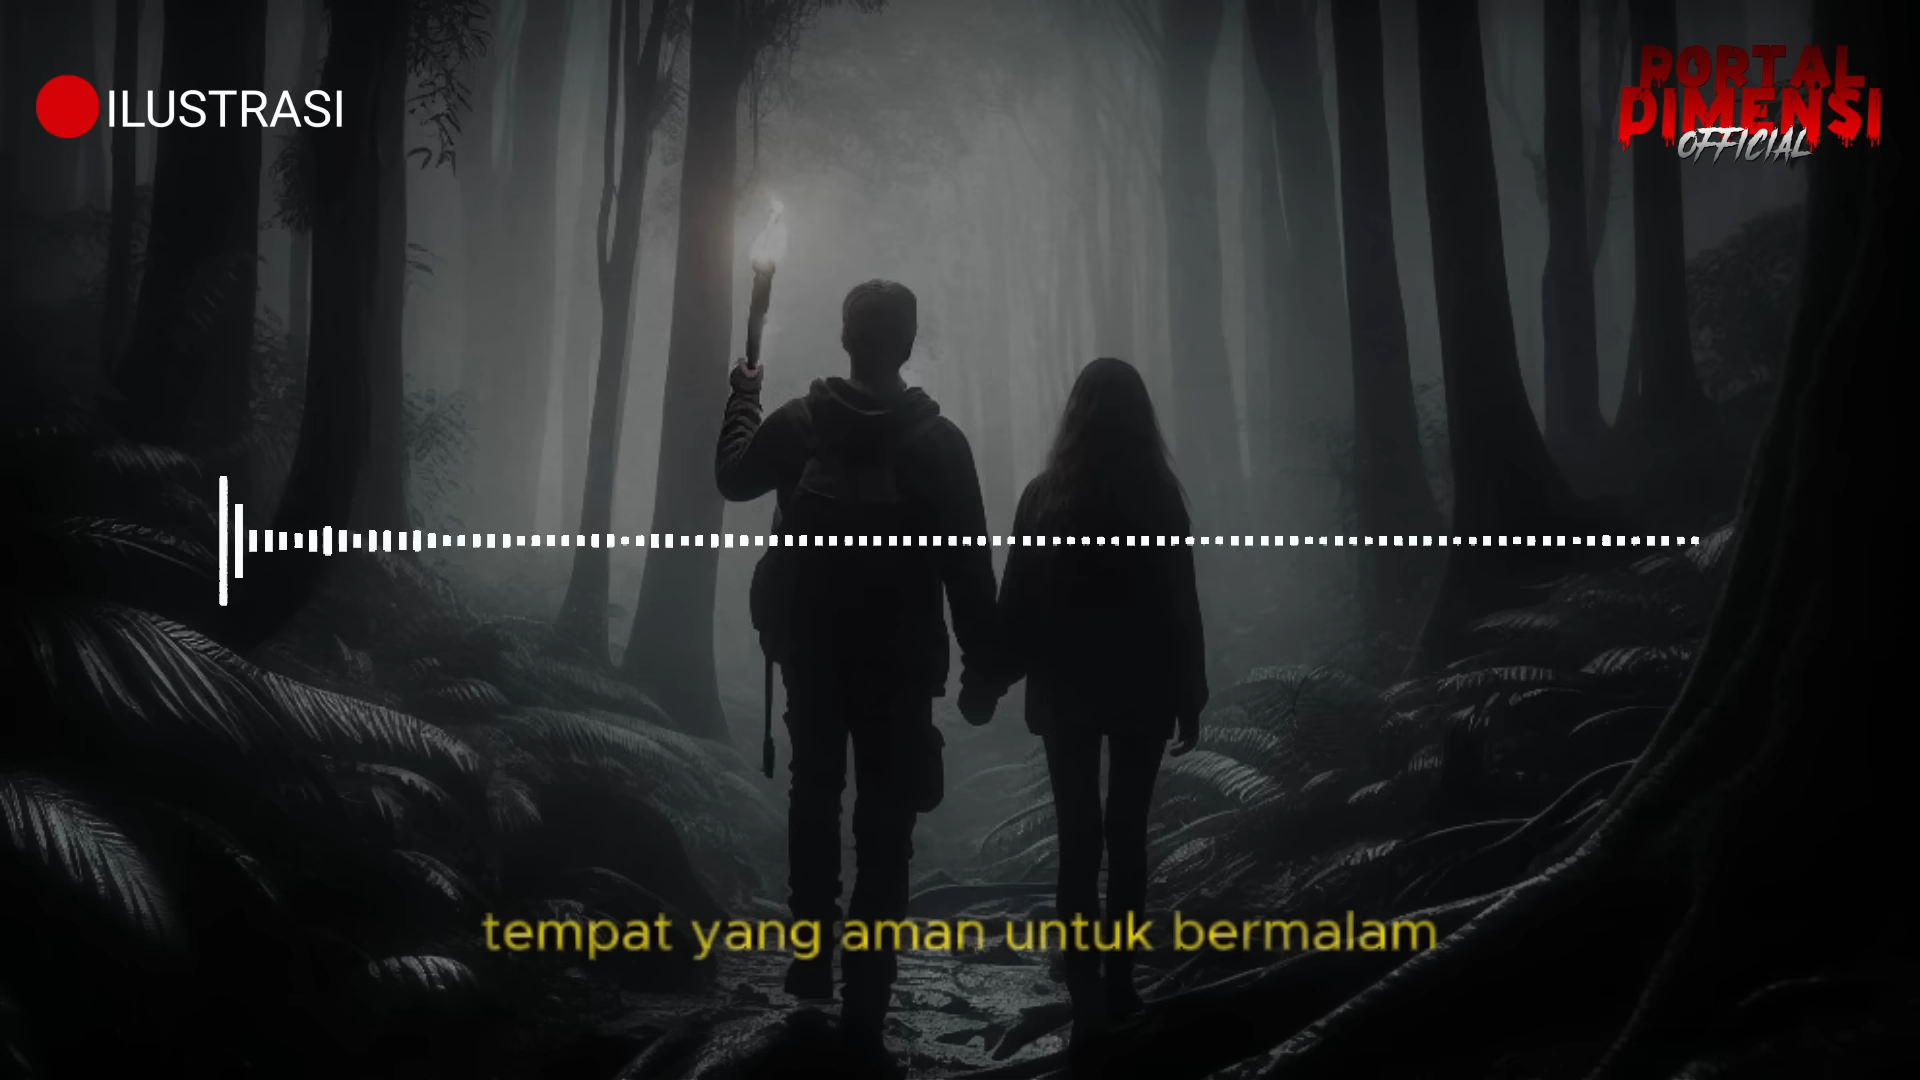 ILUSTRASI
PORTAL
DIMENSI
OFFICIAL
tempat yang aman untuk bermalam